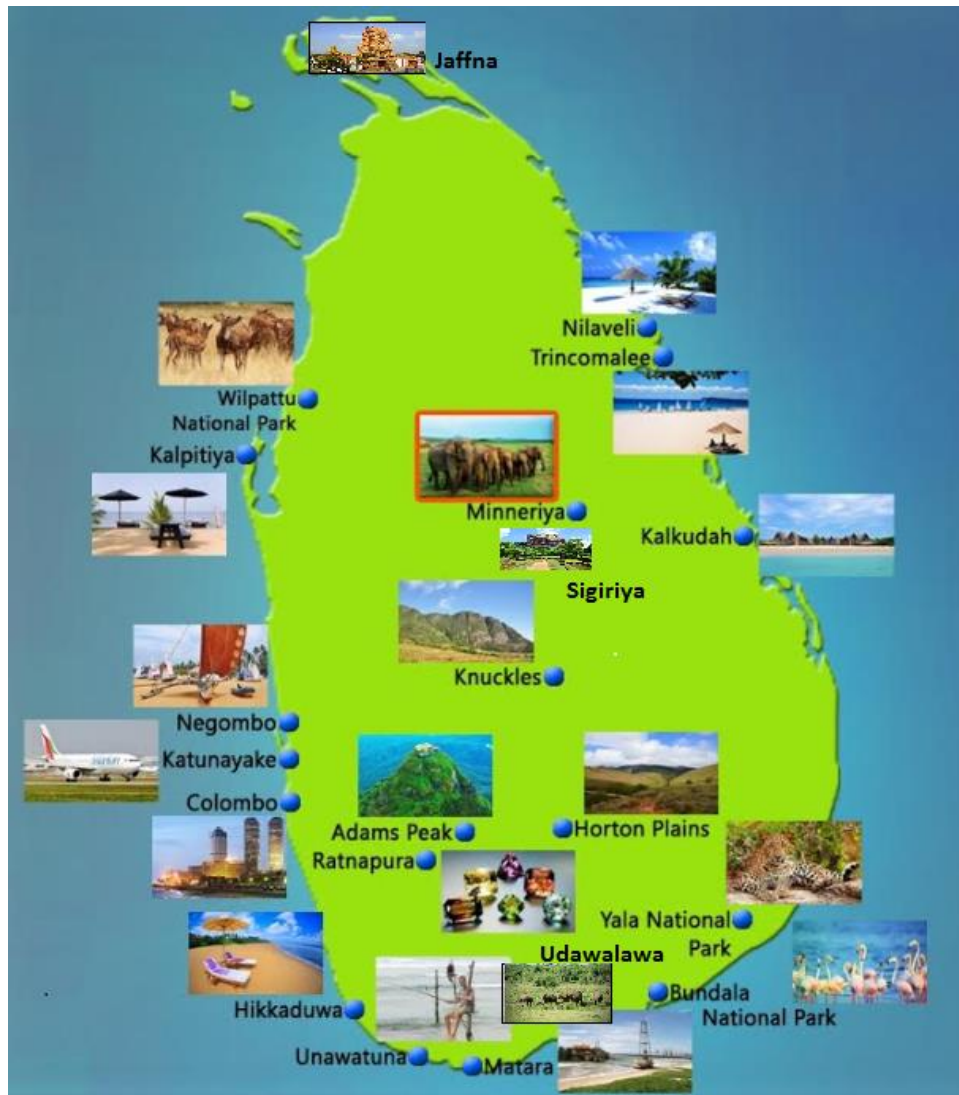 Jaffna
Nilaveli
Trincomalee
Wilpattu
National Park
Kalpitiya
Minneriya
Kalkudah
Sigiriya
Knuckles
Negombo
Katunayake
Colombo
Adams Peak
Horton Plains
Ratnapura
Yala National
Park
Udawalawa
Bundala
National Park
Hikkaduwa
Unawatuna
Matara